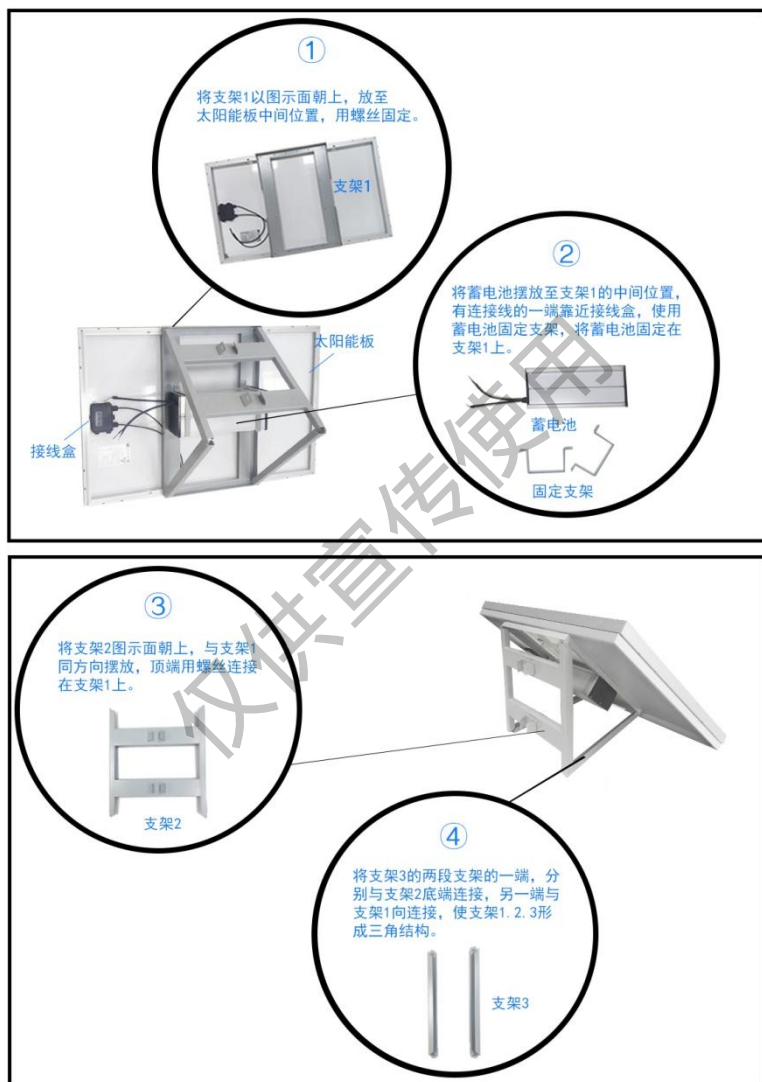 ①
将支架1以图示面朝上，放至
太阳能板中间位置，用螺丝固定。
支架1
②
将蓄电池摆放至支架1的中间位置，
有连接线的一端靠近接线盒，使用
蓄电池固定支架，将蓄电池固定在
支架1上。
蓄电池
固定支架
太阳能板
接线盒
③
将支架2图示面朝上，与支架1
同方向摆放，顶端用螺丝连接
在支架1上。
支架2
④
将支架3的两段支架的一端，分
别与支架2底端连接，另一端与
支架1向连接，使支架1.2.3形
成三角结构。
支架3
仅供宣传使用